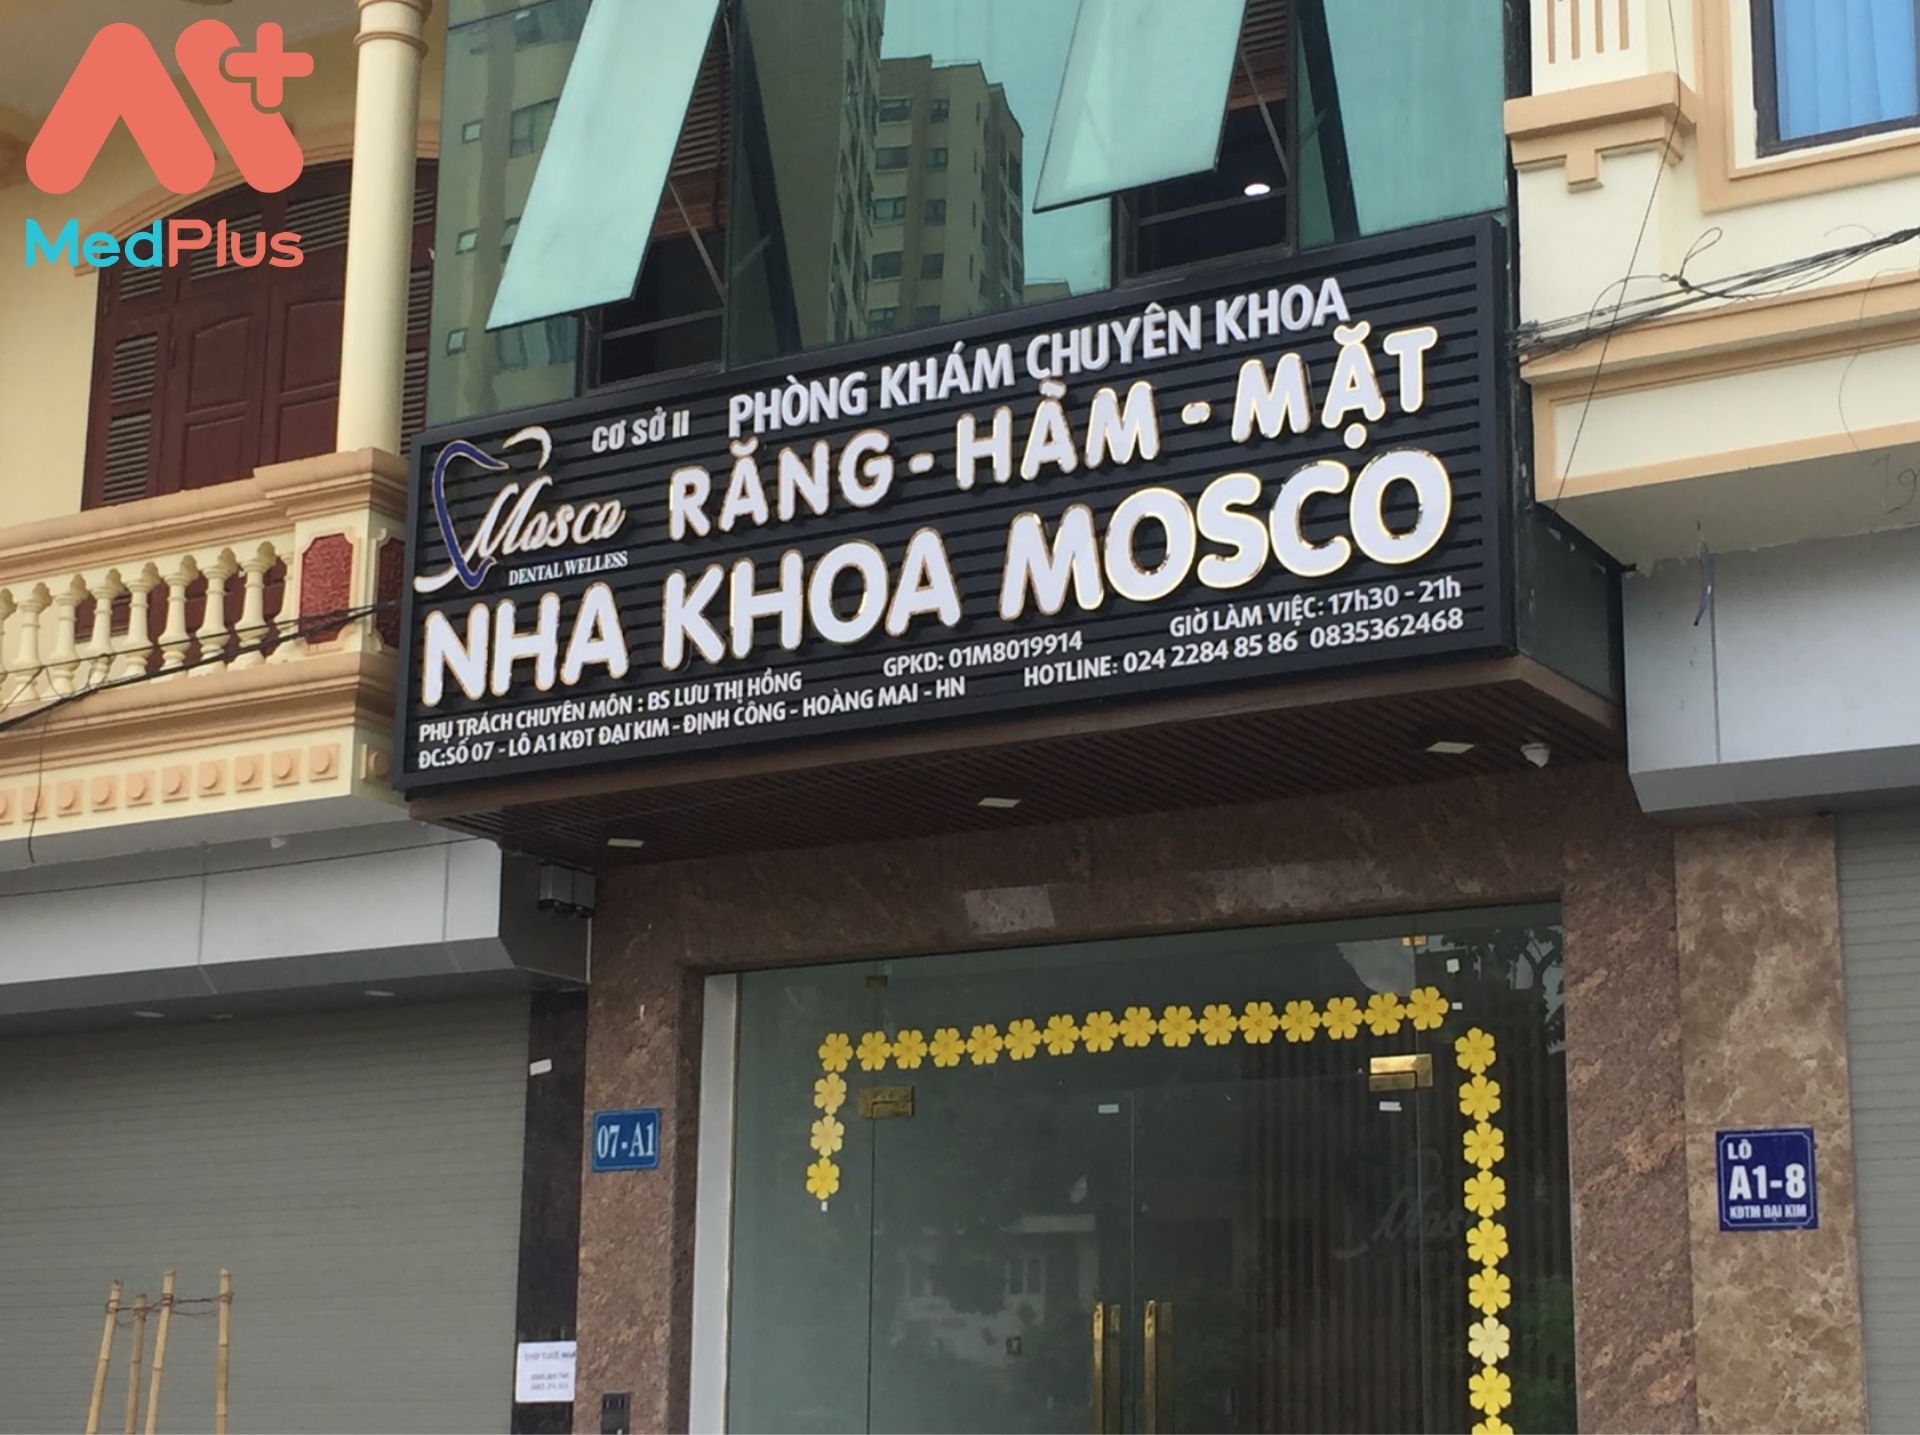 MedPlus
CƠ SỞ II PHÒNG KHÁM CHUYÊN KHOA
Mosco
DENTAL WELLESS
RĂNG - HÀM - MẶT
NHA KHOA MOSCO
PHỤ TRÁCH CHUYÊN MÔN : BS LƯU THỊ HỒNG GPKD: 01M8019914 GIỜ LÀM VIỆC: 17h30 - 21h
ĐC:SỐ 07 - LÔ A1 KĐT ĐẠI KIM - ĐỊNH CÔNG - HOÀNG MAI - HN HOTLINE: 024 2284 85 86 0835362468
07-A1
LÔ
A1-8
KĐTM ĐẠI KIM